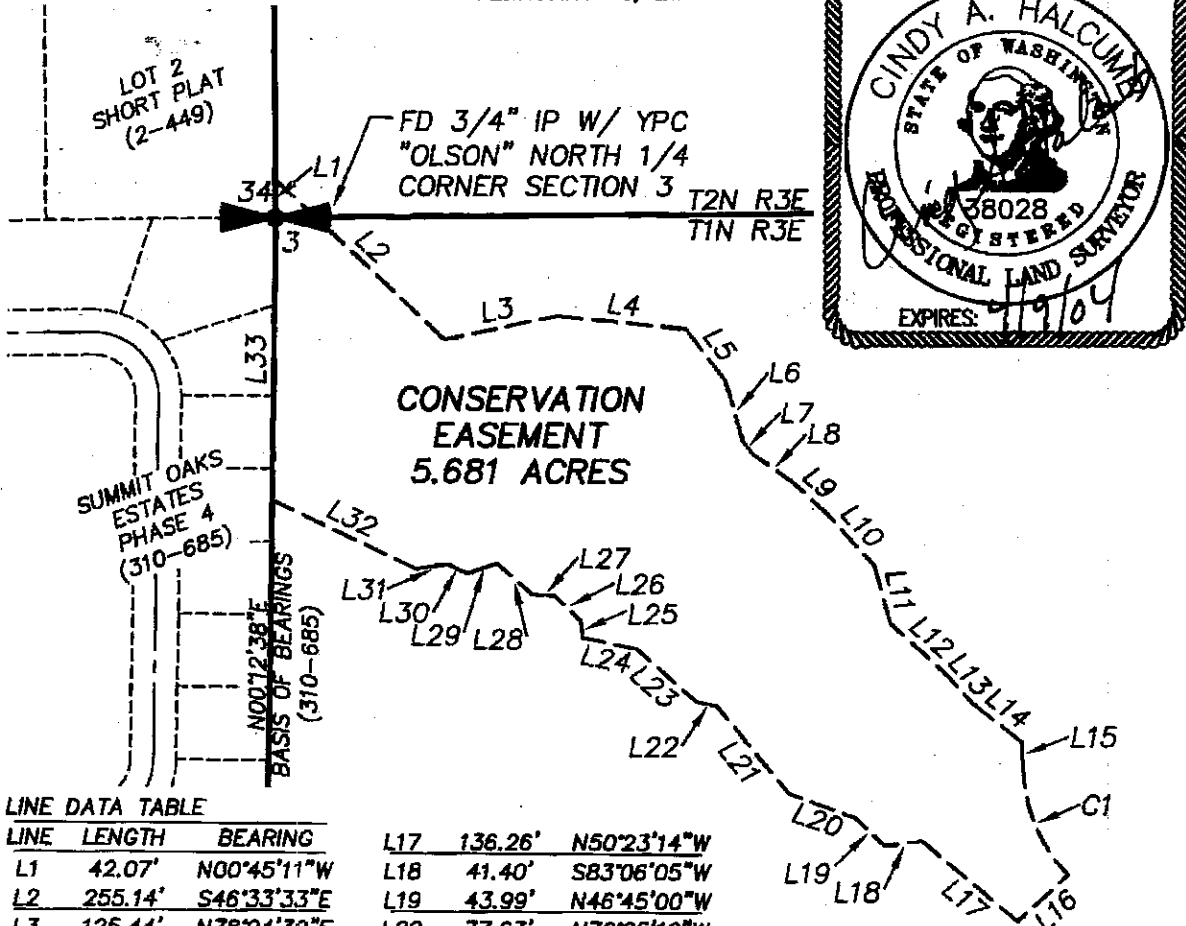 LOT 2
SHORT PLAT
(2-449)
FD 3/4" IP W/ YPC
"OLSON" NORTH 1/4
CORNER SECTION 3
L1
34
3
T2N R3E
T1N R3E
CINDY A. HALCUMB
STATE OF WASHINGTON
38028
REGISTERED
PROFESSIONAL LAND SURVEYOR
EXPIRES:
L2
L3
L4
L5
L6
L7
L8
L9
L10
L11
L12
L13
L14
L15
C1
L16
L33
CONSERVATION
EASEMENT
5.681 ACRES
SUMMIT OAKS
ESTATES
PHASE 4
(310-685)
N00°12'38"E
BASIS OF BEARINGS
(310-685)
L32
L31
L30
L29
L28
L27
L26
L25
L24
L23
L22
L21
L20
L19
L18
L17
LINE DATA TABLE
LINE LENGTH BEARING
L1 42.07' N00°45'11"W
L2 255.14' S46°33'33"E
L17 136.26' N50°23'14"W
L18 41.40' S83°06'05"W
L19 43.99' N46°45'00"W